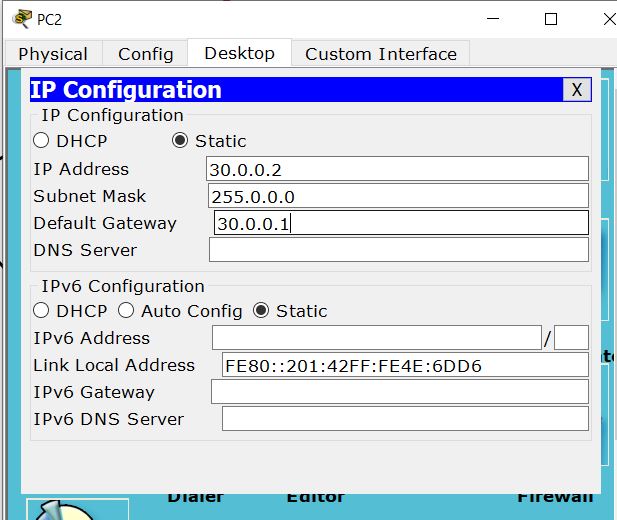 PC2
Physical Config Desktop Custom Interface
IP Configuration X
IP Configuration
DHCP Static
IP Address 30.0.0.2
Subnet Mask 255.0.0.0
Default Gateway 30.0.0.1
DNS Server
IPv6 Configuration
DHCP Auto Config Static
IPv6 Address /
Link Local Address FE80::201:42FF:FE4E:6DD6
IPv6 Gateway
IPv6 DNS Server
Dialer Editor Firewall